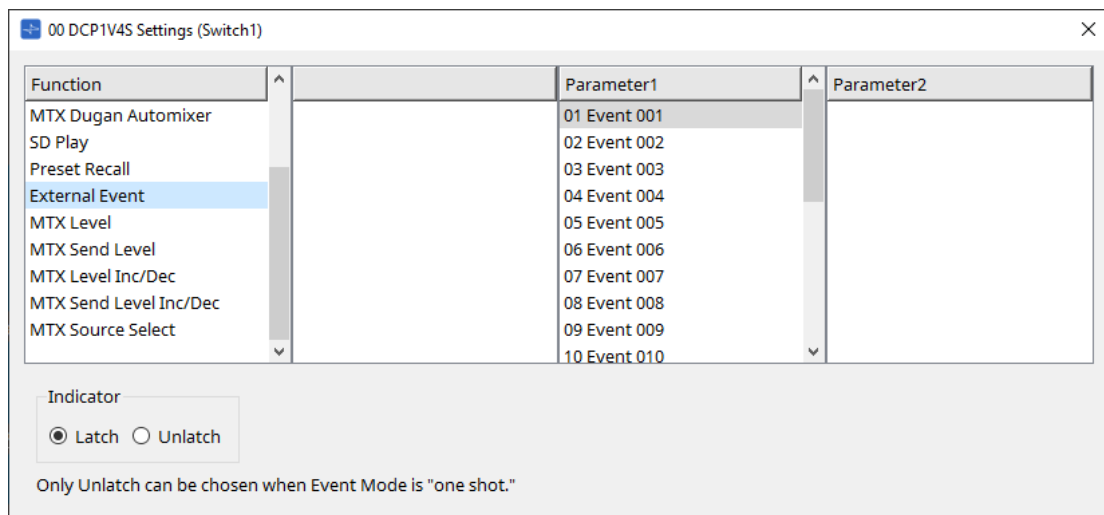 00 DCP1V4S Settings (Switch1)
Function
MTX Dugan Automixer
SD Play
Preset Recall
External Event
MTX Level
MTX Send Level
MTX Level Inc/Dec
MTX Send Level Inc/Dec
MTX Source Select
Parameter1
01 Event 001
02 Event 002
03 Event 003
04 Event 004
05 Event 005
06 Event 006
07 Event 007
08 Event 008
09 Event 009
10 Event 010
Parameter2
Indicator
Latch Unlatch
Only Unlatch can be chosen when Event Mode is "one shot."